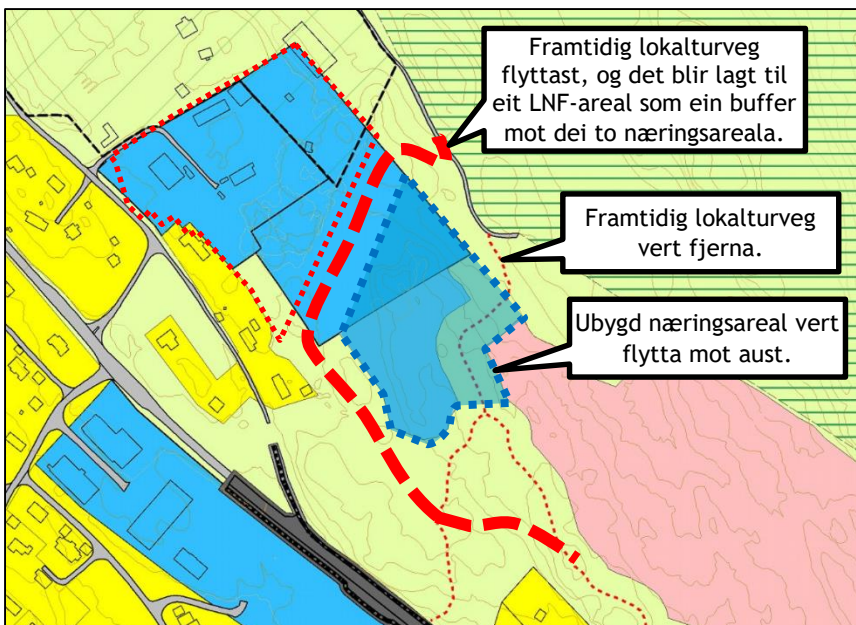 Framtidig lokalturveg
flyttast, og det blir lagt til
eit LNF-areal som ein buffer
mot dei to næringsareala.
Framtidig lokalturveg
vert fjerna.
Ubygd næringsareal vert
flytta mot aust.